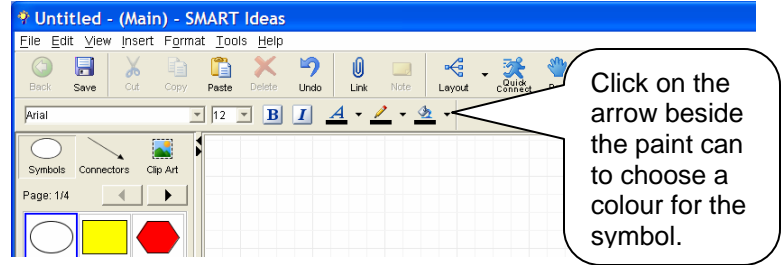 Untitled - (Main) - SMART Ideas
File Edit View Insert Format Tools Help
Back Save Cut Copy Paste Delete Undo Link Note Layout Quick Connect
Arial 12 B I A
Symbols Connectors Clip Art
Page: 1/4
Click on the
arrow beside
the paint can
to choose a
colour for the
symbol.